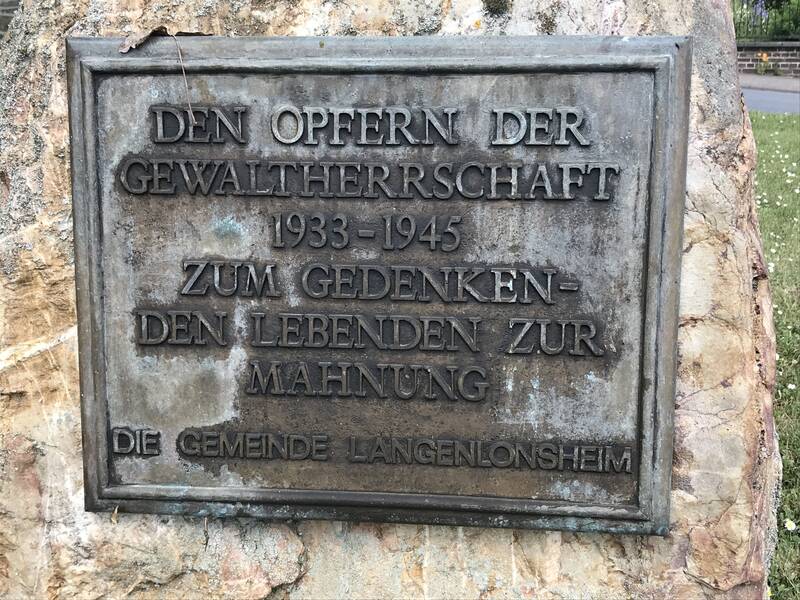 DEN OPFERN DER
GEWALTHERRSCHAFT
1933-1945
ZUM GEDENKEN-
DEN LEBENDEN ZUR
MAHNUNG
DIE GEMEINDE LANGENLONSHEIM